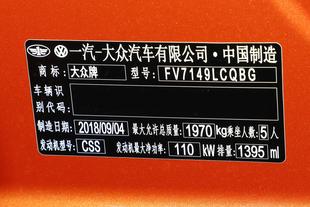 一汽-大众汽车有限公司·中国制造
商标: 大众牌 型号: FV7149LCQBG
车辆识别代码:
制造日期: 2018/09/04 最大允许总质量: 1970 kg 乘坐人数: 5 人
发动机型号: CSS 发动机最大净功率: 110 kW 排量: 1395 ml